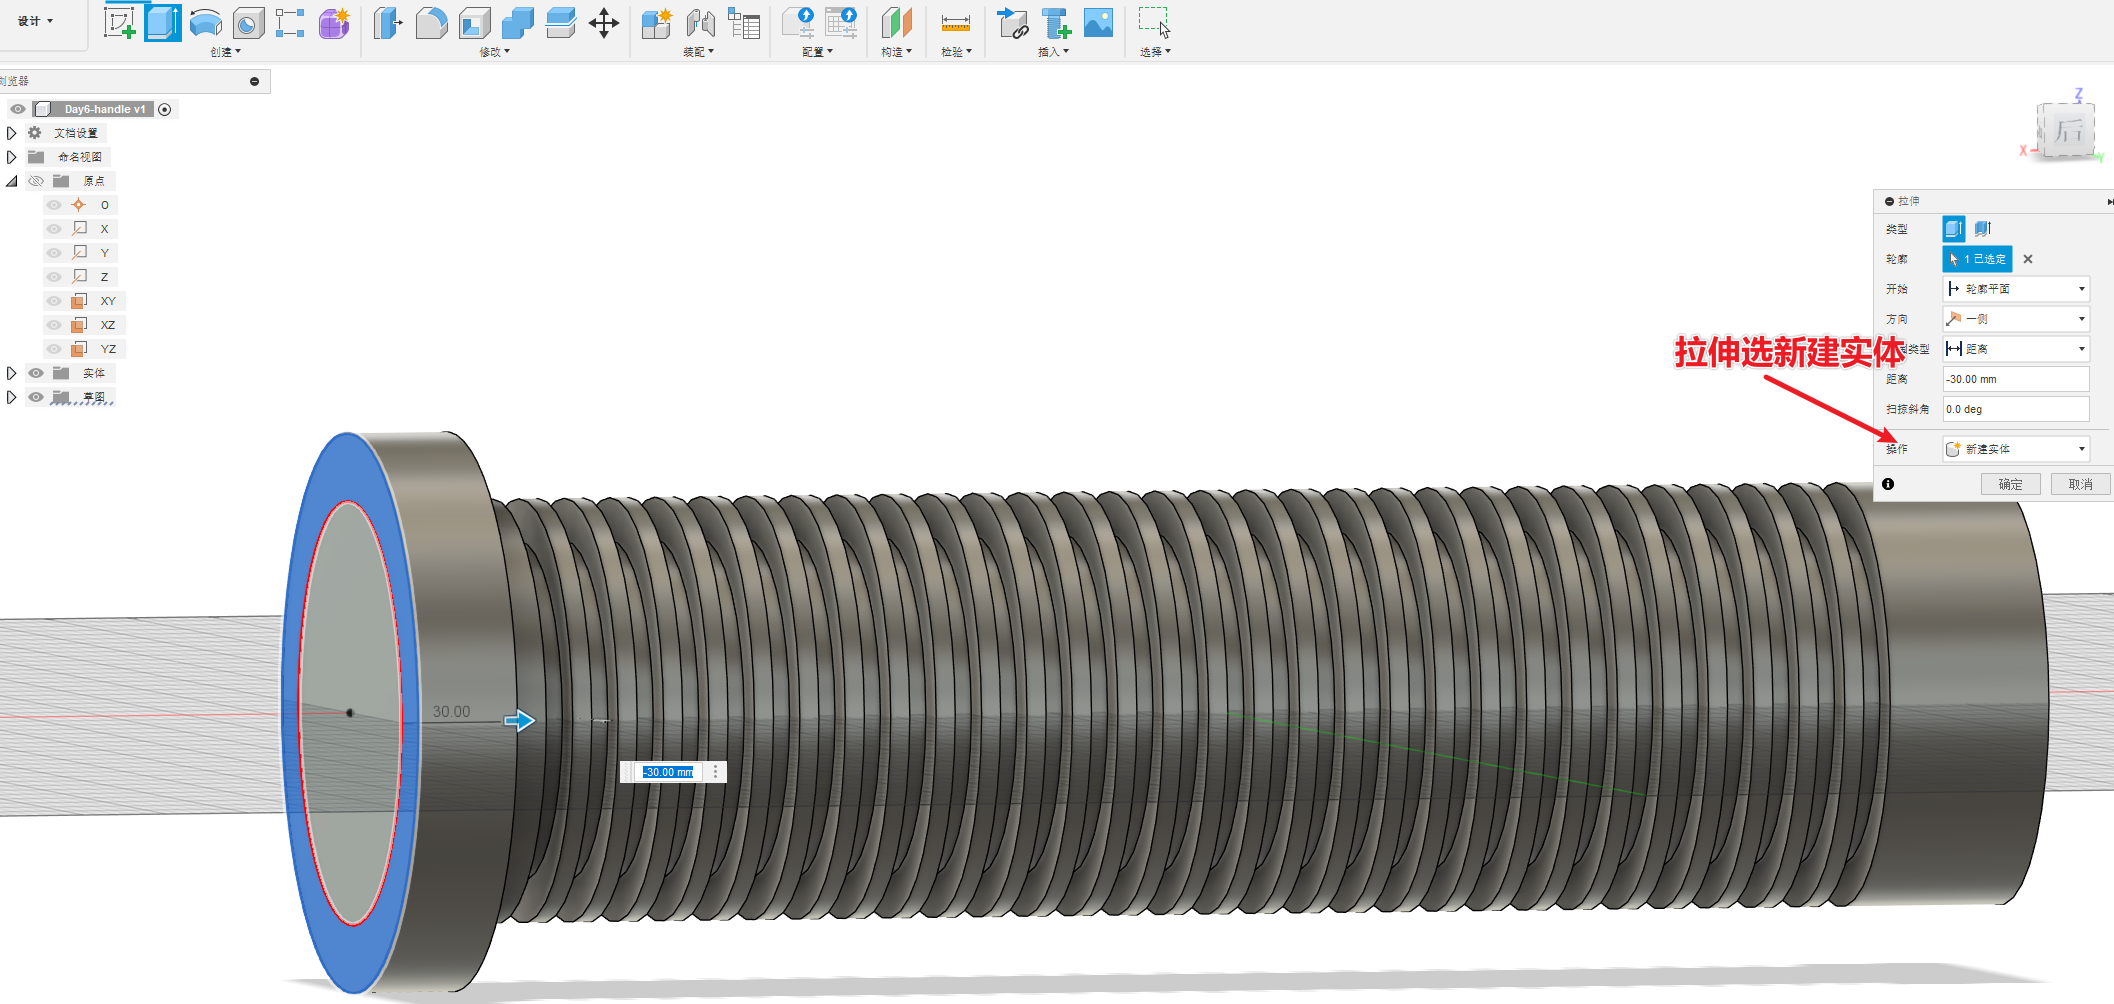 设计
创建
修改
装配
配置
构造
检验
插入
选择
浏览器
Day6-handle v1
文档设置
命名视图
原点
O
X
Y
Z
XY
XZ
YZ
实体
草图
Z
后
X
Y
拉伸
类型
轮廓
1 已选定
开始
轮廓平面
方向
一侧
拉伸选新建实体
类型
距离
距离
-30.00 mm
扫掠斜角
0.0 deg
操作
新建实体
确定
取消
30.00
-30.00 mm